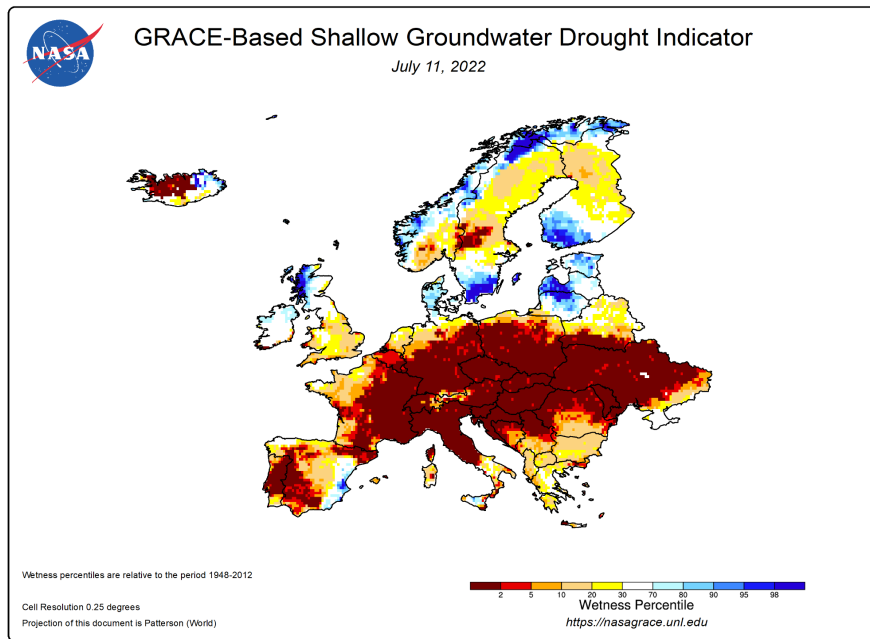 NASA
GRACE-Based Shallow Groundwater Drought Indicator
July 11, 2022
Wetness percentiles are relative to the period 1948-2012
Cell Resolution 0.25 degrees
Projection of this document is Patterson (World)
2 5 10 20 30 70 80 90 95 98
Wetness Percentile
https://nasagrace.unl.edu